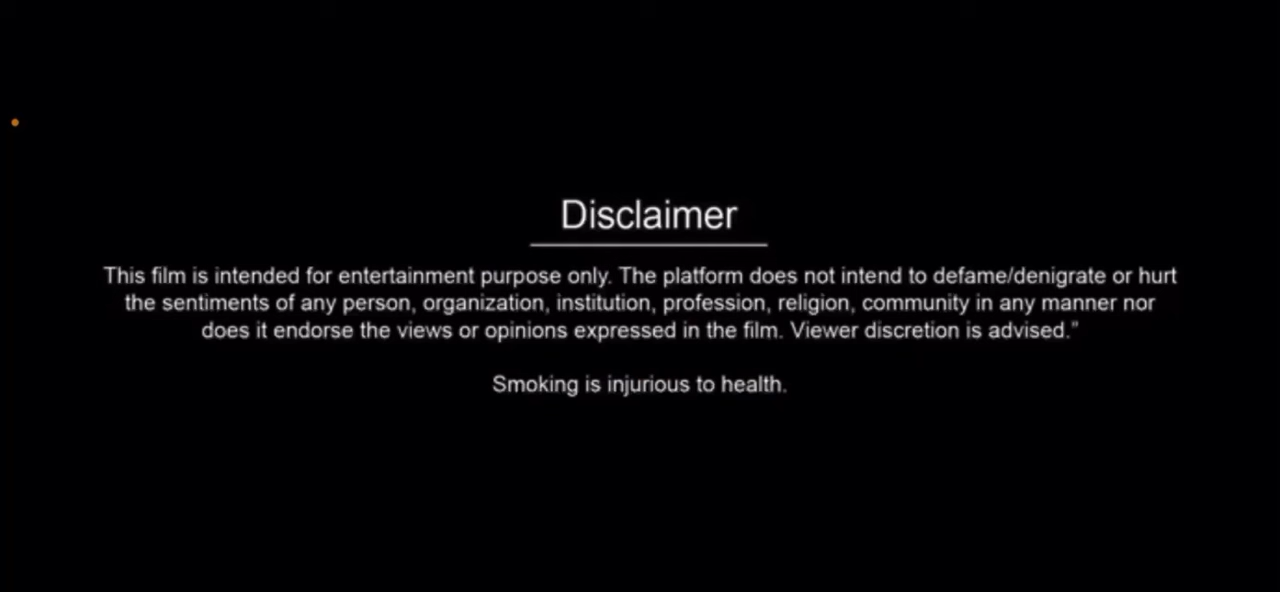 Disclaimer
This film is intended for entertainment purpose only. The platform does not intend to defame/denigrate or hurt
the sentiments of any person, organization, institution, profession, religion, community in any manner nor
does it endorse the views or opinions expressed in the film. Viewer discretion is advised."
Smoking is injurious to health.